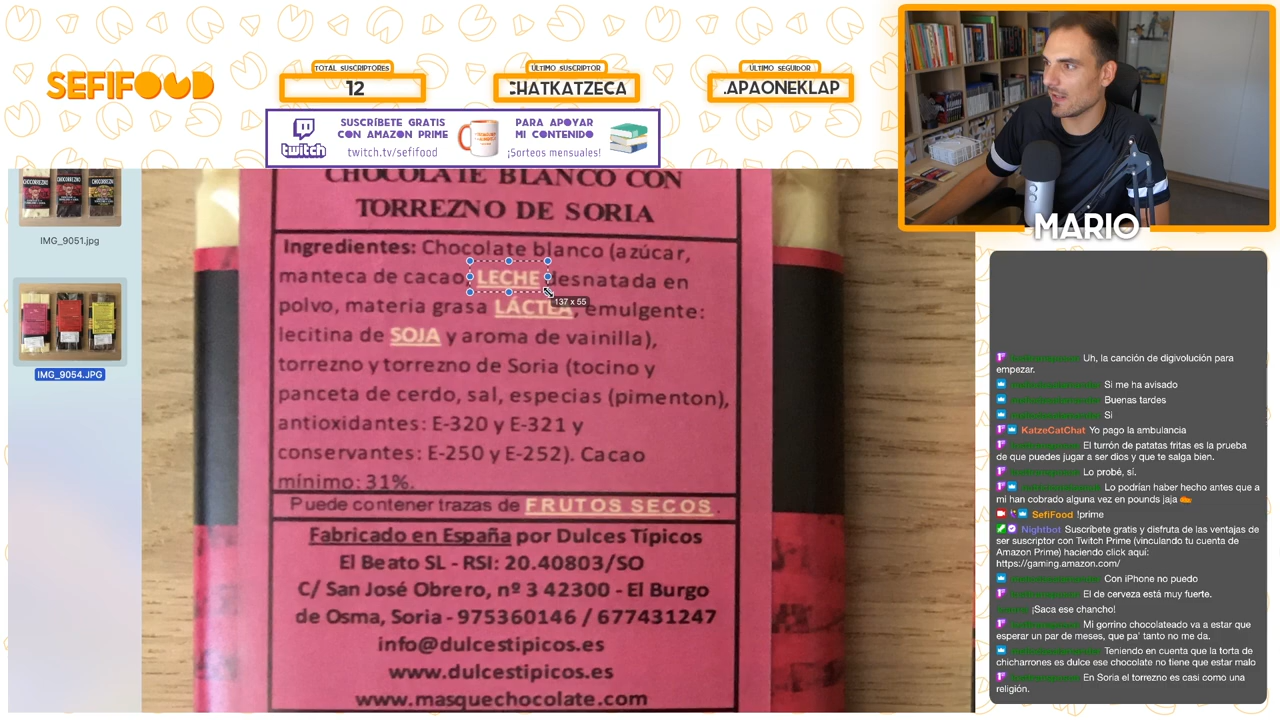 SEFIFOOD
TOTAL SUSCRIPTORES
12
ÚLTIMO SUSCRIPTOR
CHATKATZECA
ÚLTIMO SEGUIDOR
.APAONEKLAP
twitch
SUSCRÍBETE GRATIS
CON AMAZON PRIME
twitch.tv/sefifood
PARA APOYAR
MI CONTENIDO
¡Sorteos mensuales!
MARIO
IMG_9051.jpg
IMG_9054.JPG
CHOCOLATE BLANCO CON
TORREZNO DE SORIA
Ingredientes: Chocolate blanco (azúcar,
manteca de cacao, LECHE desnatada en
137 x 55
polvo, materia grasa LÁCTEA, emulgente:
lecitina de SOJA y aroma de vainilla),
torrezno y torrezno de Soria (tocino y
panceta de cerdo, sal, especias (pimenton),
antioxidantes: E-320 y E-321 y
conservantes: E-250 y E-252). Cacao
mínimo: 31%.
Puede contener trazas de FRUTOS SECOS.
Fabricado en España por Dulces Típicos
El Beato SL - RSI: 20.40803/SO
C/ San José Obrero, nº 3 42300 - El Burgo
de Osma, Soria - 975360146 / 677431247
info@dulcestipicos.es
www.dulcestipicos.es
www.masquechocolate.com
Uh, la canción de digivolución para
empezar.
Si me ha avisado
Buenas tardes
Si
KatzeCatChat Yo pago la ambulancia
El turrón de patatas fritas es la prueba
de que puedes jugar a ser dios y que te salga bien.
Lo probé, sí.
Lo podrían haber hecho antes que a
mi han cobrado alguna vez en pounds jaja
SefiFood !prime
Nightbot Suscríbete gratis y disfruta de las ventajas de
ser suscriptor con Twitch Prime (vinculando tu cuenta de
Amazon Prime) haciendo click aquí:
https://gaming.amazon.com/
Con iPhone no puedo
El de cerveza está muy fuerte.
¡Saca ese chancho!
Mi gorrino chocolateado va a estar que
esperar un par de meses, que pa' tanto no me da.
Teniendo en cuenta que la torta de
chicharrones es dulce ese chocolate no tiene que estar malo
En Soria el torrezno es casi como una
religión.